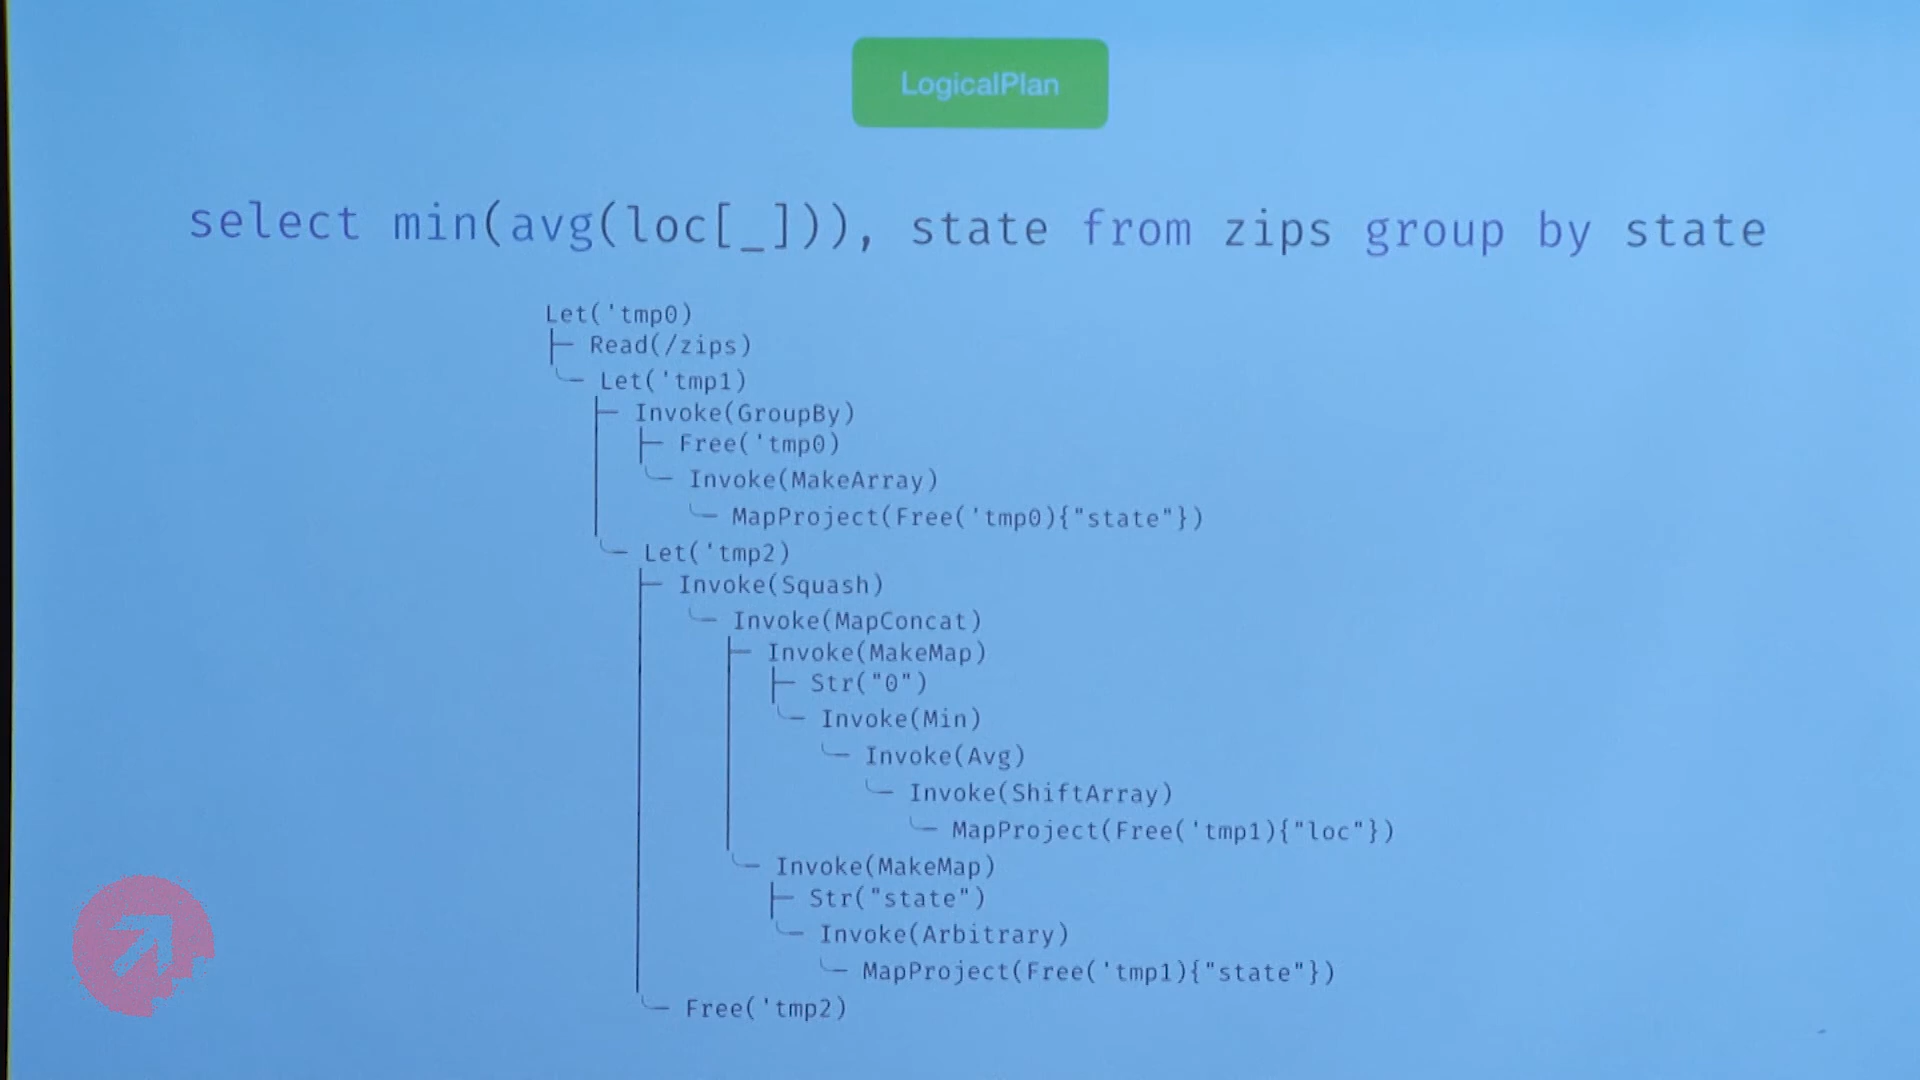 LogicalPlan
select min(avg(loc[_])), state from zips group by state
Let('tmp0)
Read(/zips)
Let('tmp1)
Invoke(GroupBy)
Free('tmp0)
Invoke(MakeArray)
MapProject(Free('tmp0){"state"})
Let('tmp2)
Invoke(Squash)
Invoke(MapConcat)
Invoke(MakeMap)
Str("0")
Invoke(Min)
Invoke(Avg)
Invoke(ShiftArray)
MapProject(Free('tmp1){"loc"})
Invoke(MakeMap)
Str("state")
Invoke(Arbitrary)
MapProject(Free('tmp1){"state"})
Free('tmp2)